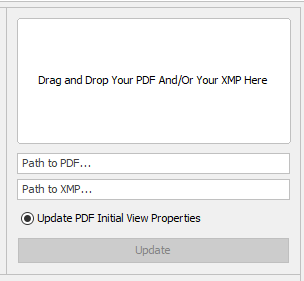 Drag and Drop Your PDF And/Or Your XMP Here
Path to PDF...
Path to XMP...
Update PDF Initial View Properties
Update